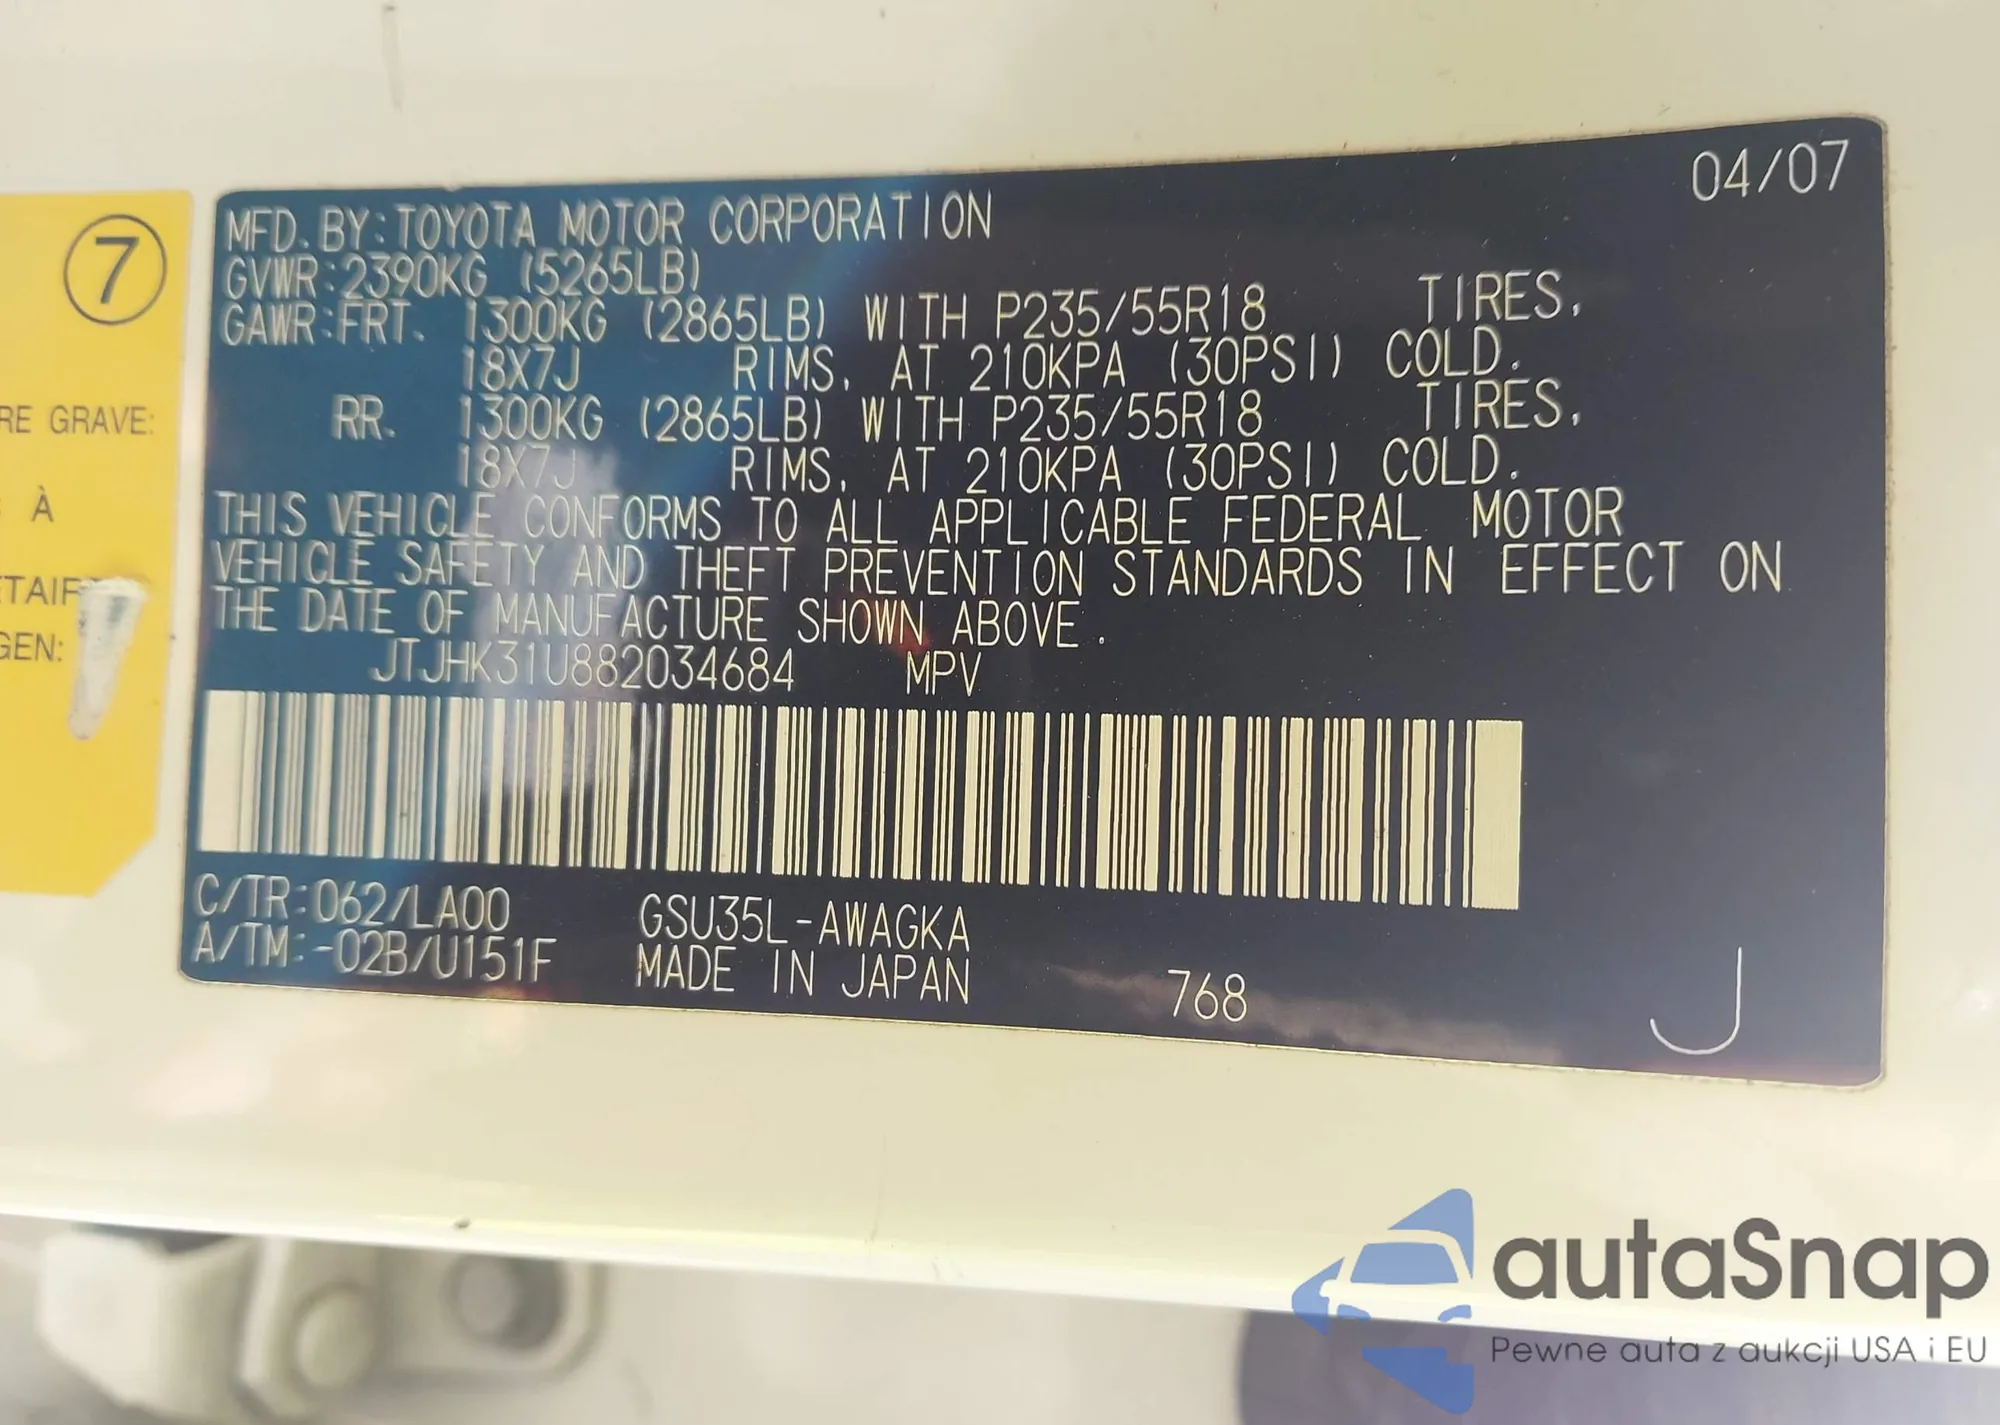 04/07
MFD. BY: TOYOTA MOTOR CORPORATION
GVWR: 2390KG (5265LB)
GAWR: FRT. 1300KG (2865LB) WITH P235/55R18 TIRES,
18X7J RIMS, AT 210KPA (30PSI) COLD.
RR. 1300KG (2865LB) WITH P235/55R18 TIRES,
18X7J RIMS, AT 210KPA (30PSI) COLD.
THIS VEHICLE CONFORMS TO ALL APPLICABLE FEDERAL MOTOR
VEHICLE SAFETY AND THEFT PREVENTION STANDARDS IN EFFECT ON
THE DATE OF MANUFACTURE SHOWN ABOVE.
JTJHK31U882034684 MPV
C/TR: 062/LA00 GSU35L-AWAGKA
A/TM: -02B/U151F MADE IN JAPAN 768
J
7
GRAVE:
À
autaSnap
Pewne auta z aukcji USA i EU